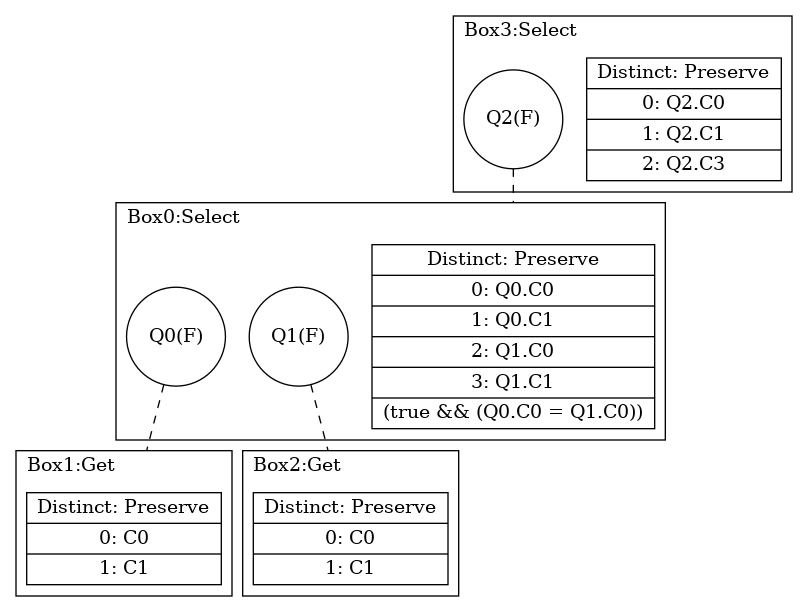 Box3:Select
Q2(F)
Distinct: Preserve
0: Q2.C0
1: Q2.C1
2: Q2.C3
Box0:Select
Q0(F)
Q1(F)
Distinct: Preserve
0: Q0.C0
1: Q0.C1
2: Q1.C0
3: Q1.C1
(true && (Q0.C0 = Q1.C0))
Box1:Get
Distinct: Preserve
0: C0
1: C1
Box2:Get
Distinct: Preserve
0: C0
1: C1